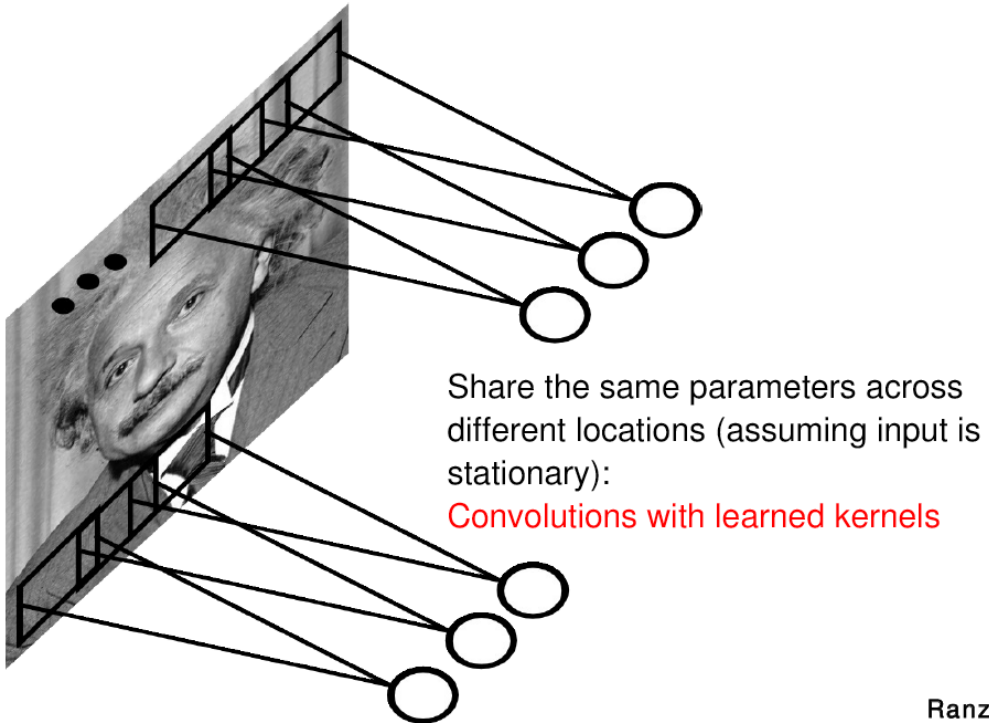 Share the same parameters across
different locations (assuming input is
stationary):
Convolutions with learned kernels
Ranz